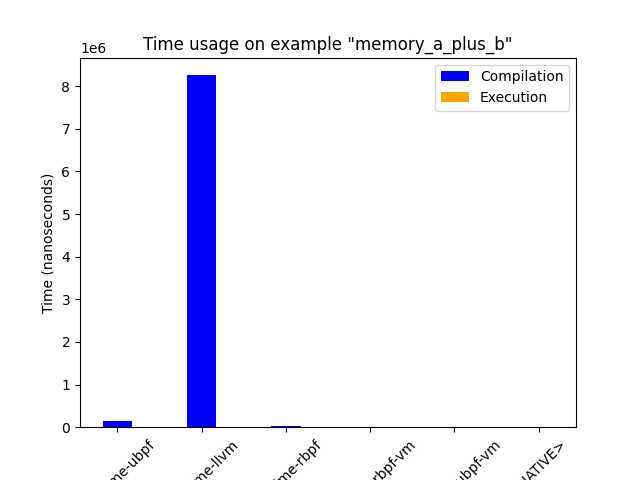 Time usage on example "memory_a_plus_b"
1e6
Compilation
Execution
8
7
6
5
4
3
2
1
0
Time (nanoseconds)
me-ubpf
me-llvm
me-rbpf
rbpf-vm
ubpf-vm
NATIVE>